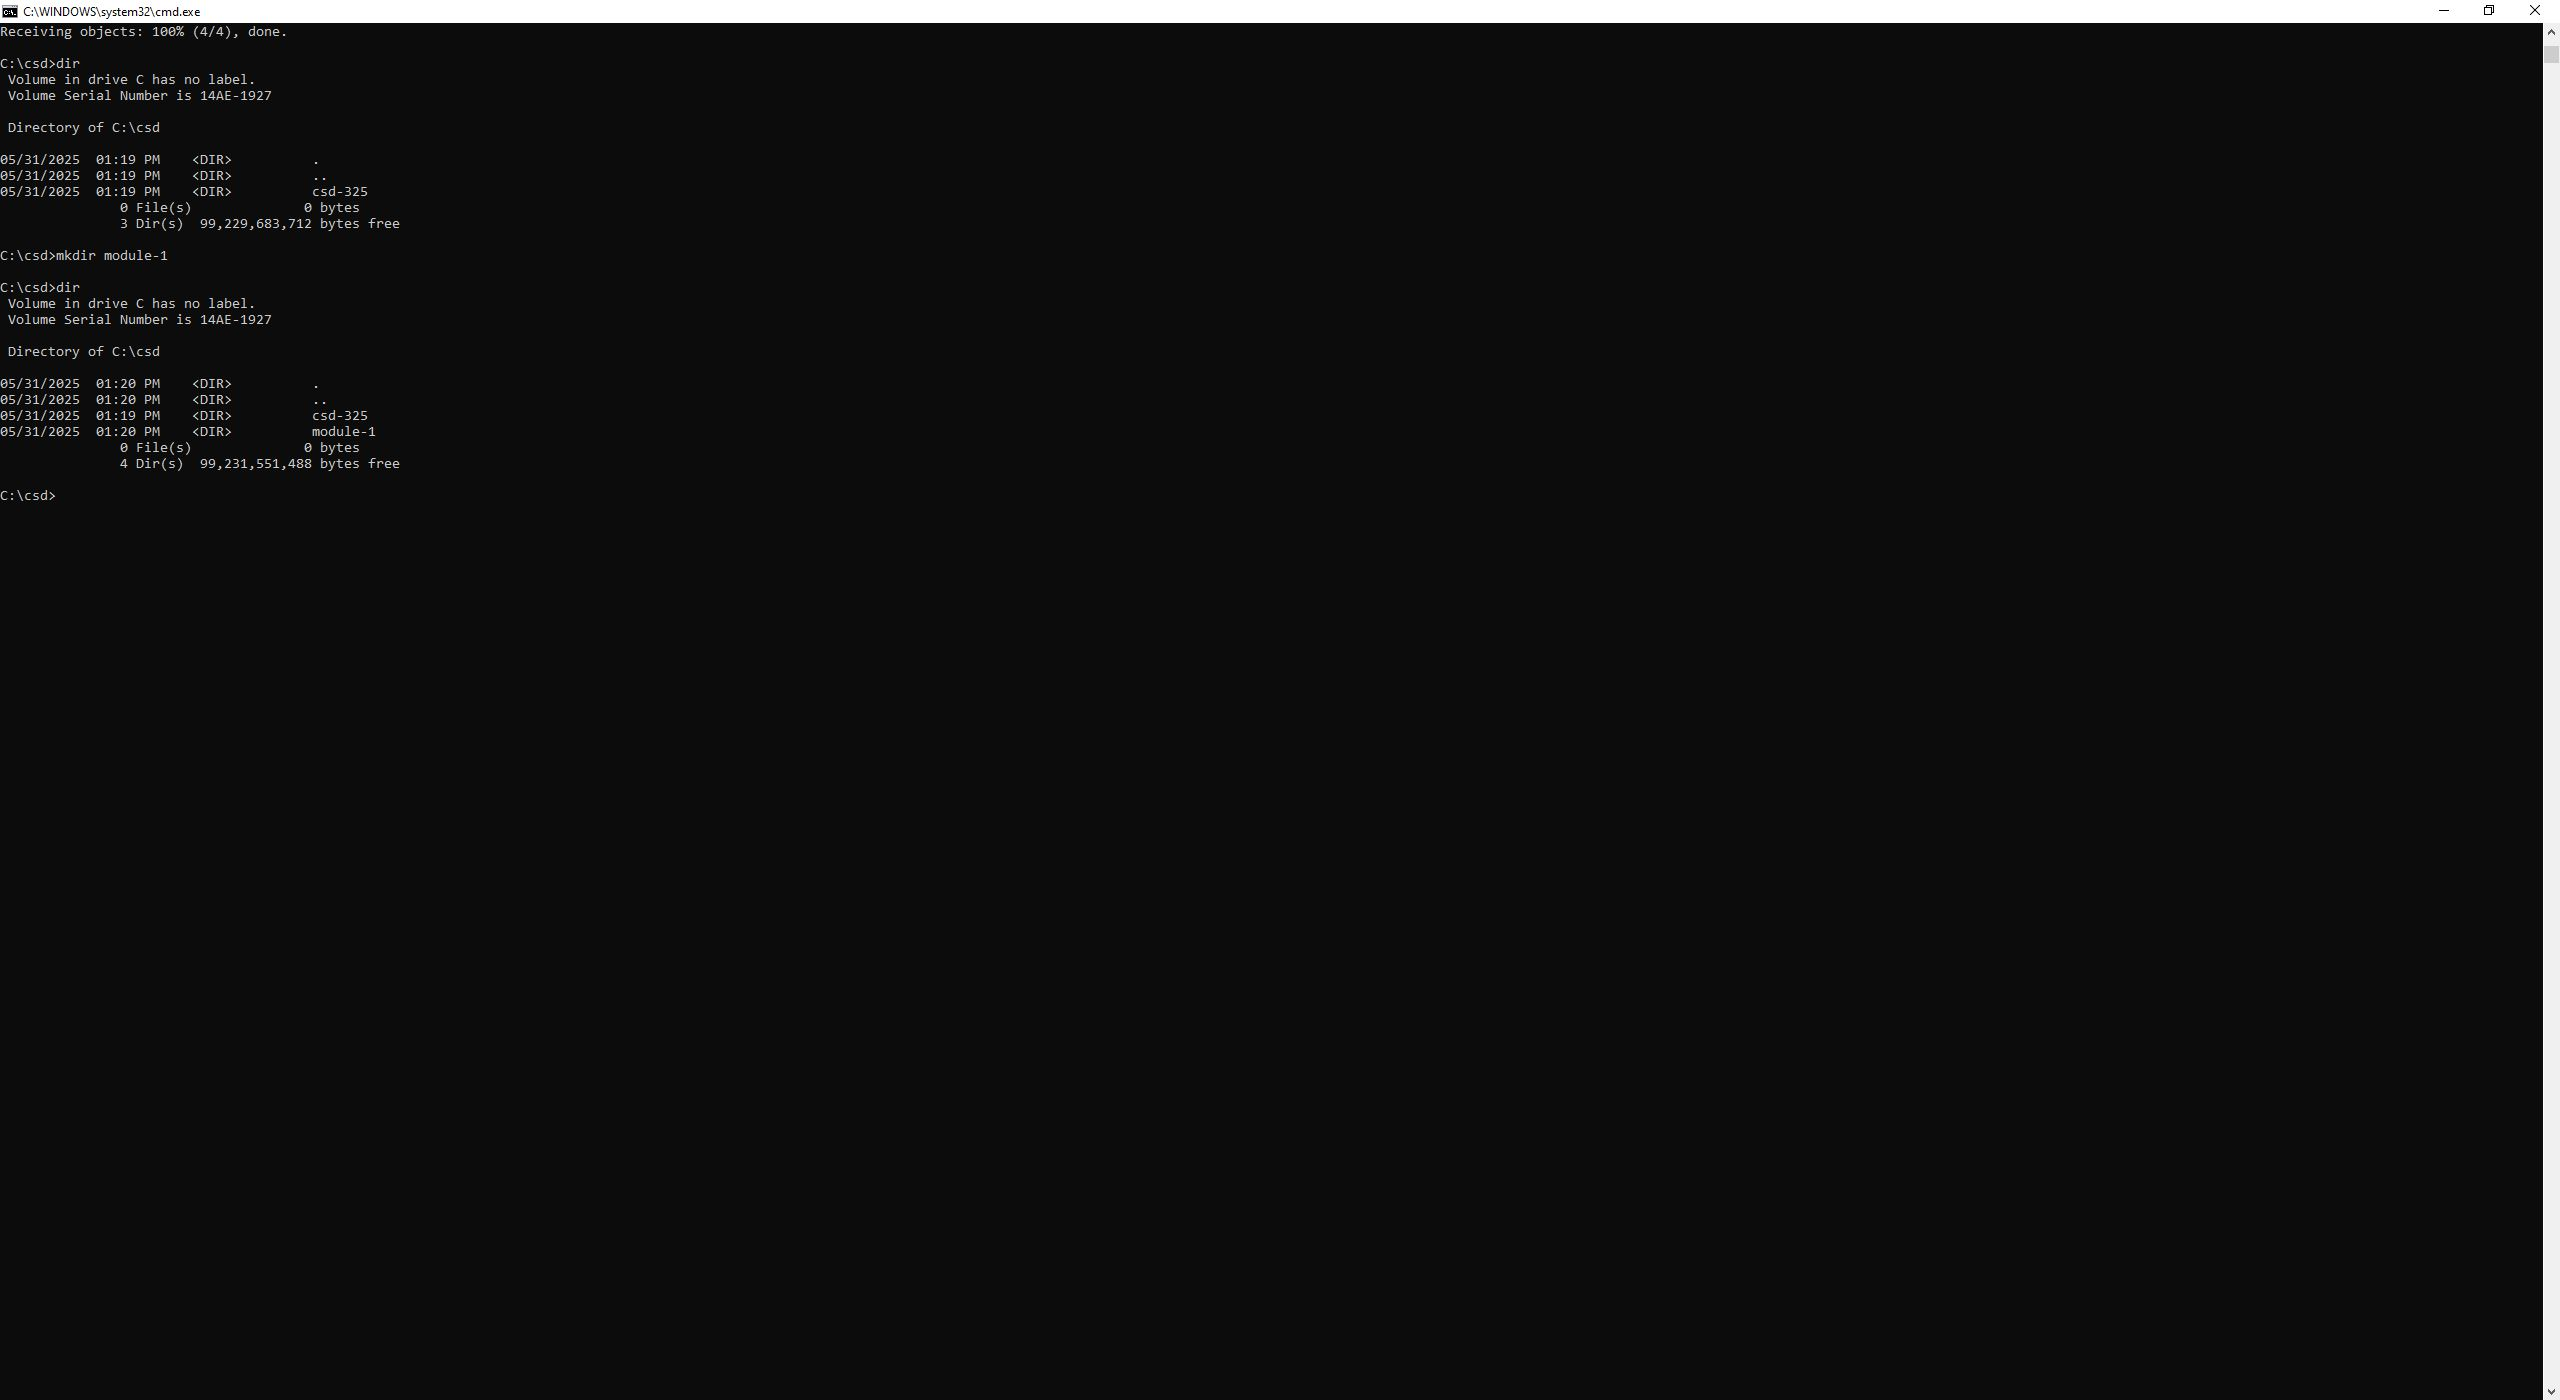 C:\WINDOWS\system32\cmd.exe
Receiving objects: 100% (4/4), done.
C:\csd>dir
Volume in drive C has no label.
Volume Serial Number is 14AE-1927
Directory of C:\csd
05/31/2025  01:19 PM    <DIR>          .
05/31/2025  01:19 PM    <DIR>          ..
05/31/2025  01:19 PM    <DIR>          csd-325
0 File(s)              0 bytes
3 Dir(s)  99,229,683,712 bytes free
C:\csd>mkdir module-1
C:\csd>dir
Volume in drive C has no label.
Volume Serial Number is 14AE-1927
Directory of C:\csd
05/31/2025  01:20 PM    <DIR>          .
05/31/2025  01:20 PM    <DIR>          ..
05/31/2025  01:19 PM    <DIR>          csd-325
05/31/2025  01:20 PM    <DIR>          module-1
0 File(s)              0 bytes
4 Dir(s)  99,231,551,488 bytes free
C:\csd>